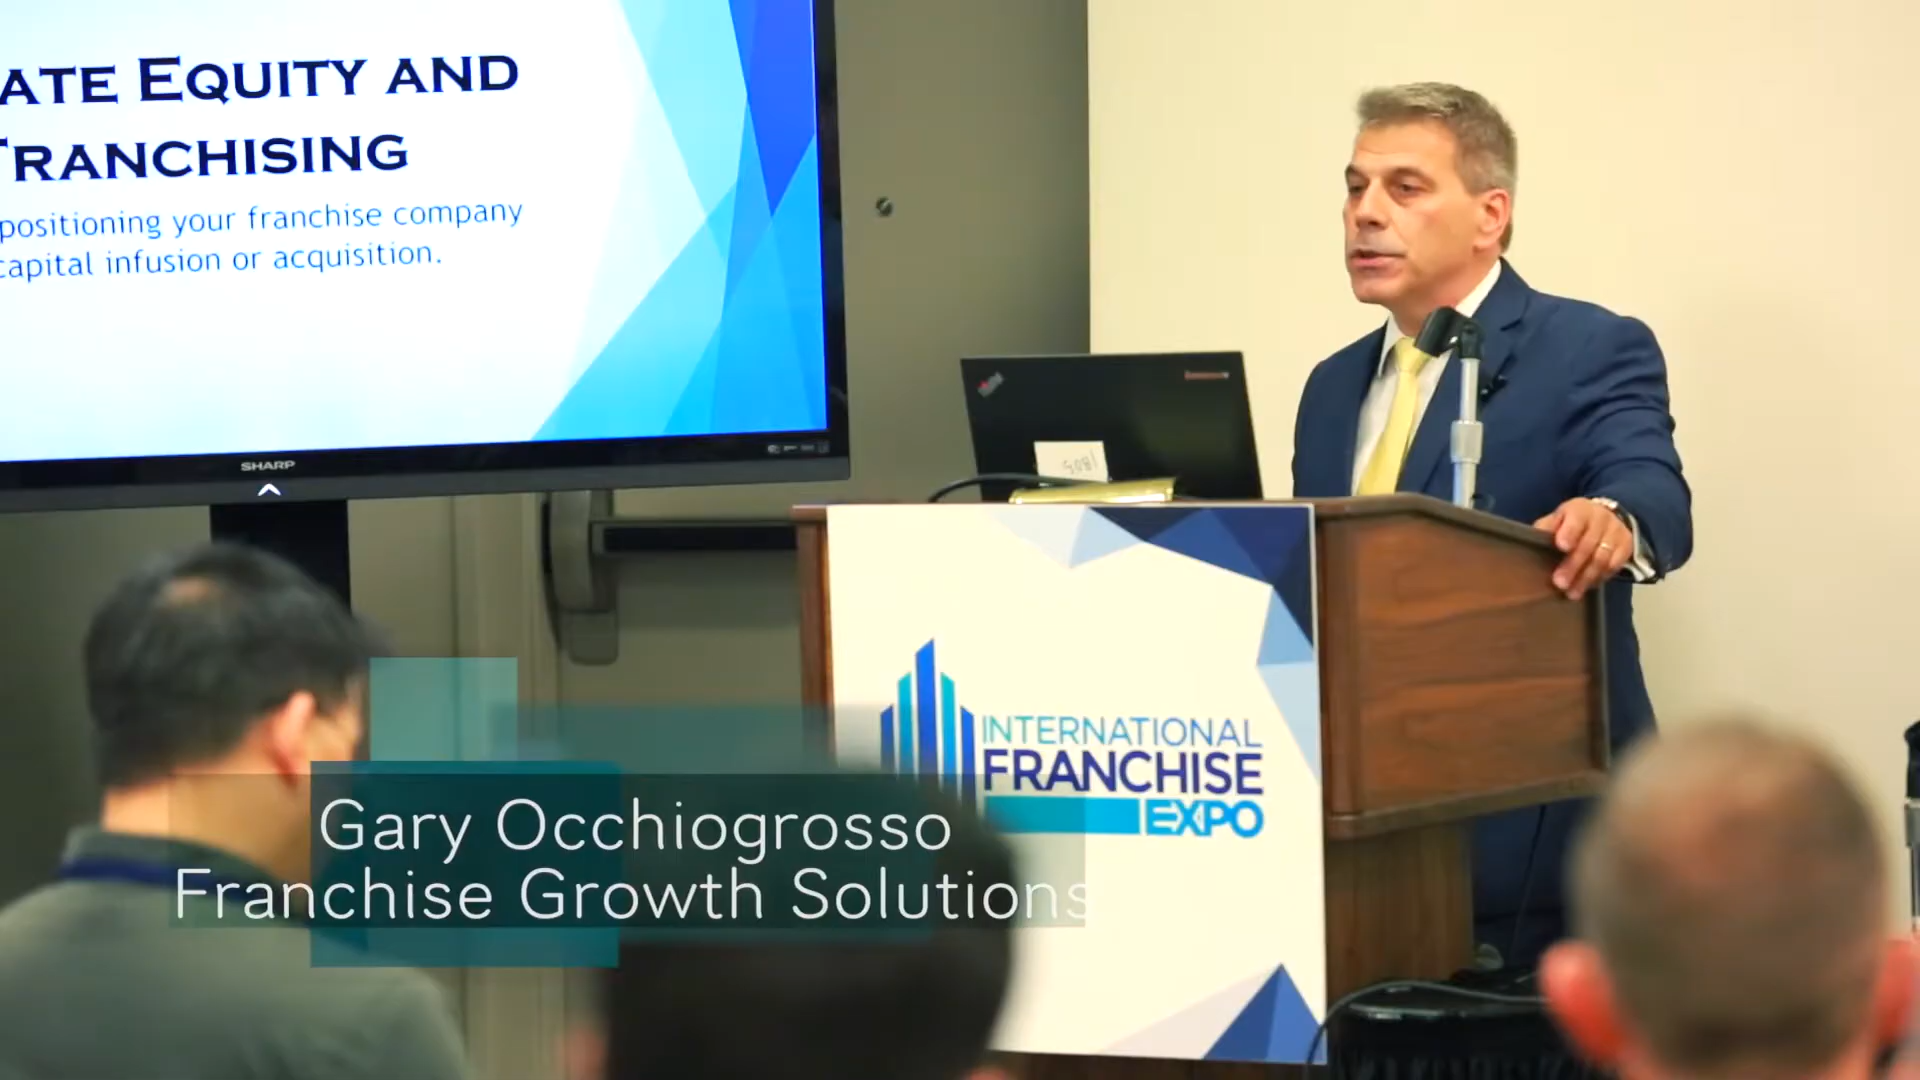 ATE EQUITY AND
FRANCHISING
positioning your franchise company
capital infusion or acquisition.
SHARP
INTERNATIONAL
FRANCHISE
EXPO
Gary Occhiogrosso
Franchise Growth Solutions